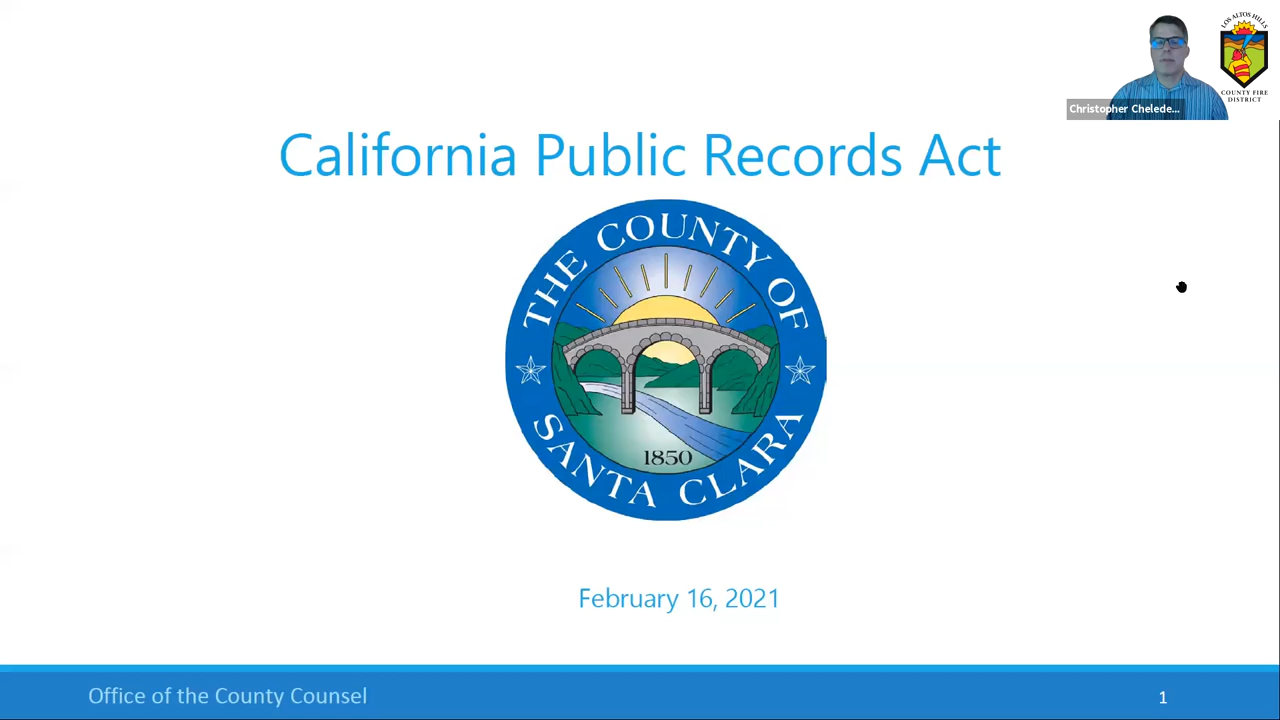 LOS ALTOS HILLS
COUNTY FIRE
DISTRICT
Christopher Chelede...
California Public Records Act
THE COUNTY OF
SANTA CLARA
1850
February 16, 2021
Office of the County Counsel
1